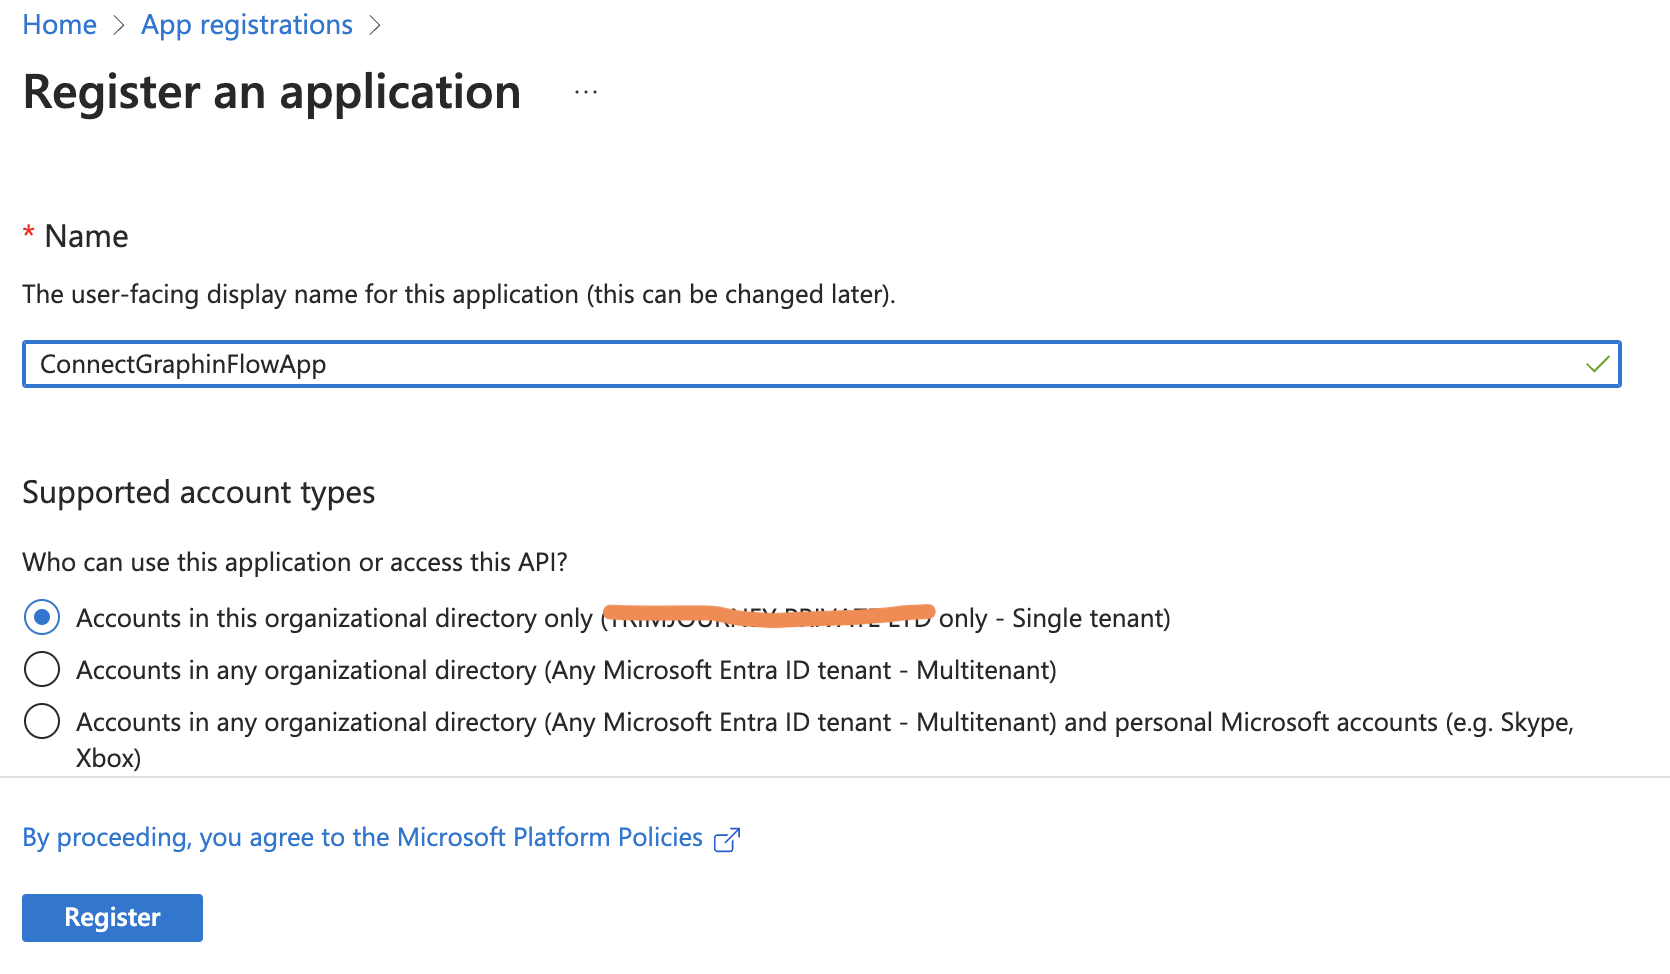 Home > App registrations >
Register an application ...
* Name
The user-facing display name for this application (this can be changed later).
ConnectGraphinFlowApp
Supported account types
Who can use this application or access this API?
Accounts in this organizational directory only ( only - Single tenant)
Accounts in any organizational directory (Any Microsoft Entra ID tenant - Multitenant)
Accounts in any organizational directory (Any Microsoft Entra ID tenant - Multitenant) and personal Microsoft accounts (e.g. Skype,
Xbox)
By proceeding, you agree to the Microsoft Platform Policies
Register